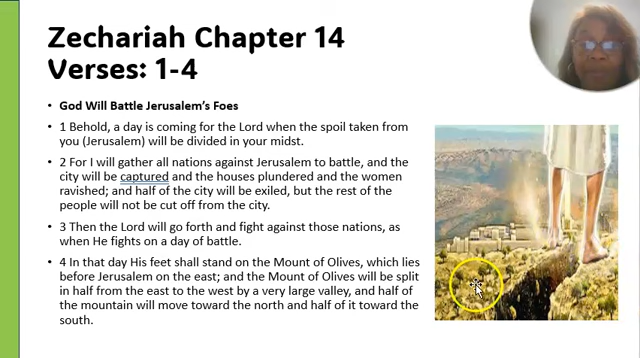 Zechariah Chapter 14
Verses: 1-4
• God Will Battle Jerusalem's Foes
• 1 Behold, a day is coming for the Lord when the spoil taken from
you (Jerusalem) will be divided in your midst.
• 2 For I will gather all nations against Jerusalem to battle, and the
city will be captured and the houses plundered and the women
ravished; and half of the city will be exiled, but the rest of the
people will not be cut off from the city.
• 3 Then the Lord will go forth and fight against those nations, as
when He fights on a day of battle.
• 4 In that day His feet shall stand on the Mount of Olives, which lies
before Jerusalem on the east; and the Mount of Olives will be split
in half from the east to the west by a very large valley, and half of
the mountain will move toward the north and half of it toward the
south.